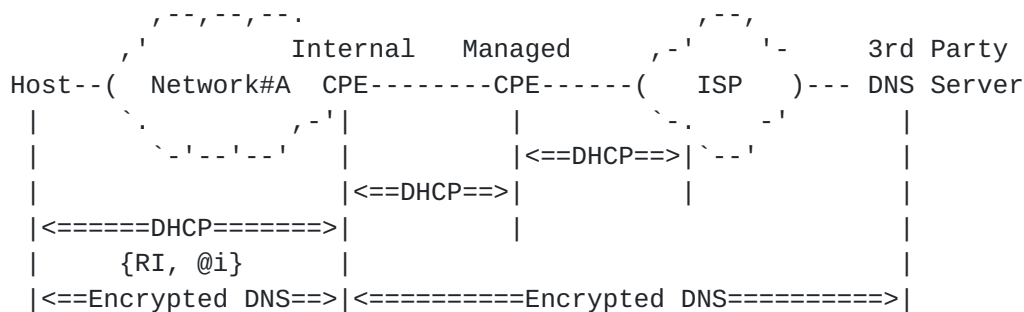 ,--,--,--.                         ,--,
       ,'          Internal   Managed     ,-'    '-     3rd Party
Host--(  Network#A  CPE--------CPE------(   ISP   )--- DNS Server
 |     `.         ,-'|          |        `-.    -'       |
 |       `-'--'--'   |          |<==DHCP==>|`--'         |
 |                   |<==DHCP==>|          |             |
 |<======DHCP=======>|          |                        |
 |     {RI, @i}      |                                   |
 |<==Encrypted DNS==>|<==========Encrypted DNS==========>|